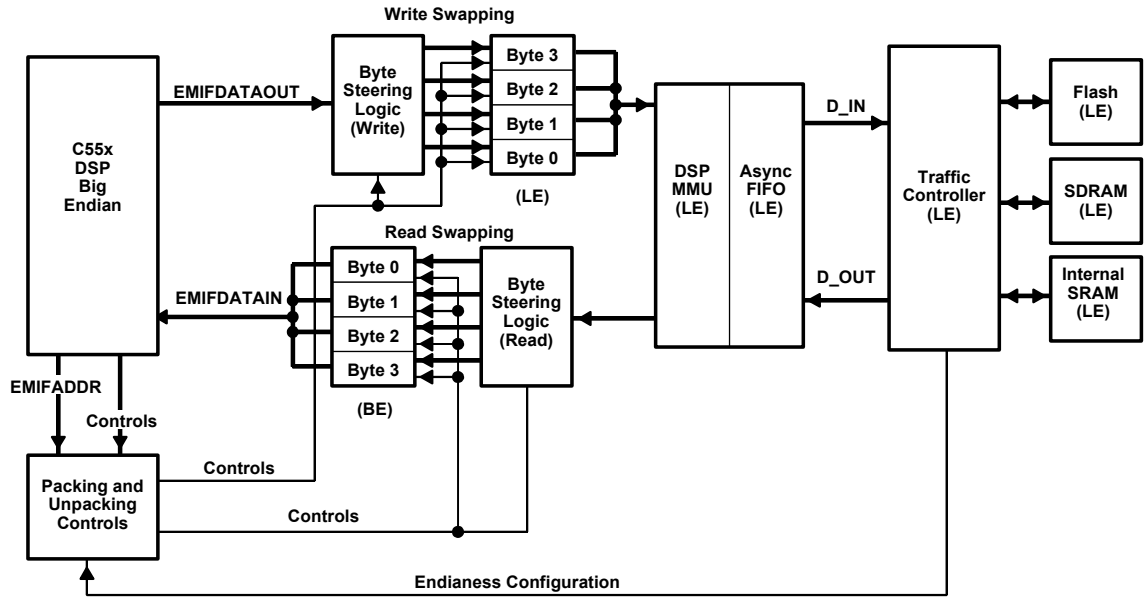 Write Swapping
C55x
DSP
Big
Endian
EMIFDATAOUT
Byte
Steering
Logic
(Write)
Byte 3
Byte 2
Byte 1
Byte 0
(LE)
DSP
MMU
(LE)
Async
FIFO
(LE)
D_IN
D_OUT
Traffic
Controller
(LE)
Flash
(LE)
SDRAM
(LE)
Internal
SRAM
(LE)
Read Swapping
EMIFDATAIN
Byte 0
Byte 1
Byte 2
Byte 3
(BE)
Byte
Steering
Logic
(Read)
EMIFADDR
Controls
Packing and
Unpacking
Controls
Controls
Controls
Endianess Configuration